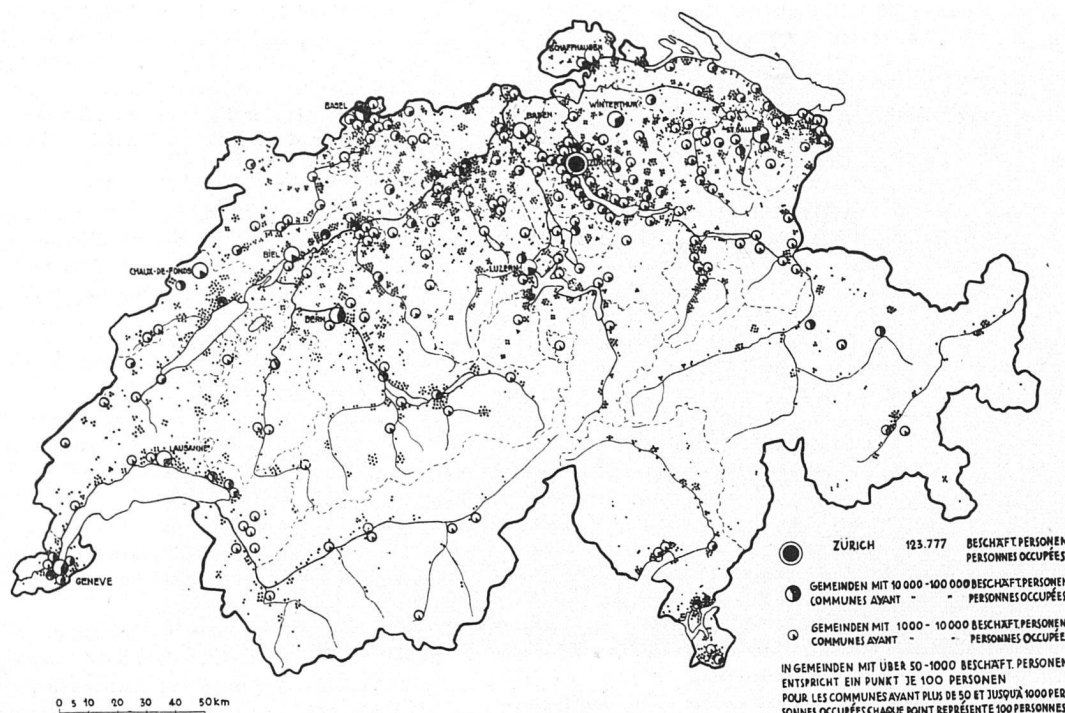 SCHAFFHAUSEN
BASEL
BADEN
WINTERTHUR
ST GALLEN
ZÜRICH
BIEL
CHAUX-DE-FONDS
LUZERN
BERN
LAUSANNE
GENÈVE
ZÜRICH 123.777 BESCHÄFT. PERSONEN
PERSONNES OCCUPÉES
GEMEINDEN MIT 10 000 - 100 000 BESCHÄFT. PERSONEN
COMMUNES AYANT " " PERSONNES OCCUPÉES
GEMEINDEN MIT 1000 - 10 000 BESCHÄFT. PERSONEN
COMMUNES AYANT " " PERSONNES OCCUPÉE
IN GEMEINDEN MIT ÜBER 50-1000 BESCHÄFT. PERSONEN
ENTSPRICHT EIN PUNKT JE 100 PERSONEN
POUR LES COMMUNES AYANT PLUS DE 50 ET JUSQU'À 1000 PER
SONNES OCCUPÉES CHAQUE POINT REPRÉSENTE 100 PERSONNES
0 5 10 20 30 40 50 km